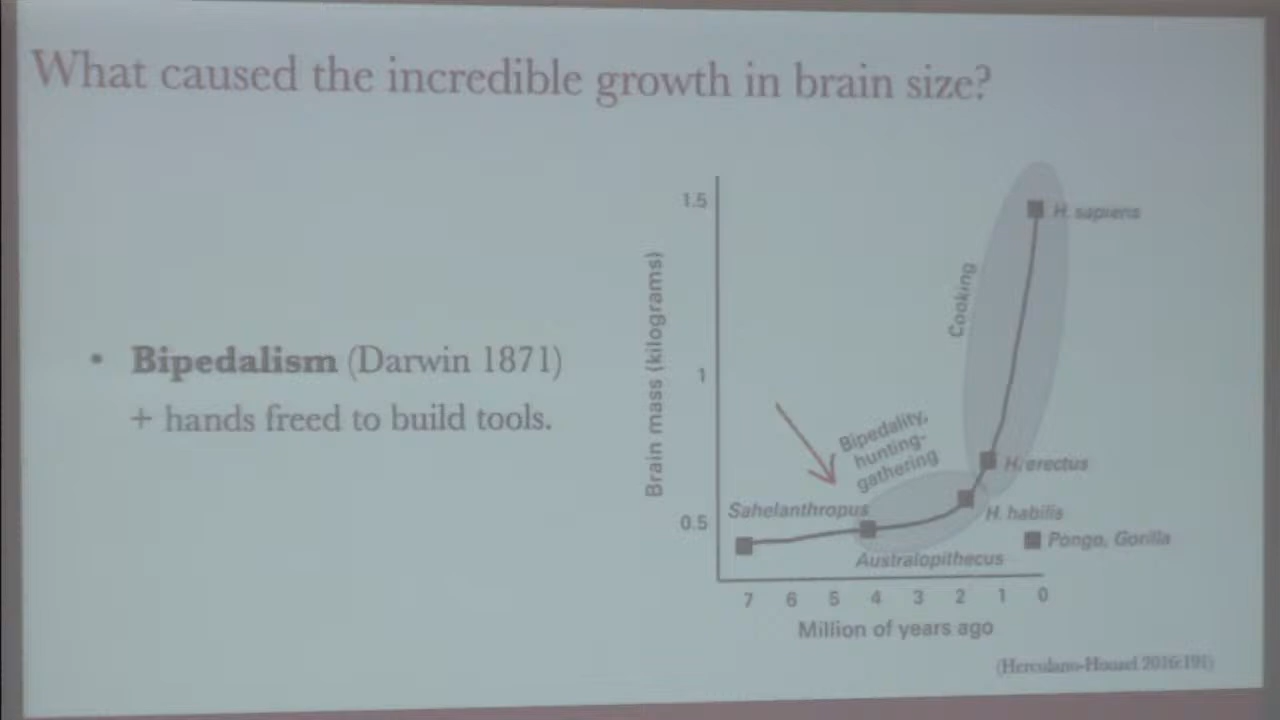 What caused the incredible growth in brain size?
• Bipedalism (Darwin 1871)
+ hands freed to build tools.
1.5
1
0.5
Brain mass (kilograms)
H. sapiens
Cooking
Bipedality,
hunting-
gathering
H. erectus
Sahelanthropus
H. habilis
Pongo, Gorilla
Australopithecus
7 6 5 4 3 2 1 0
Million of years ago
(Herculano-Houzel 2016:191)